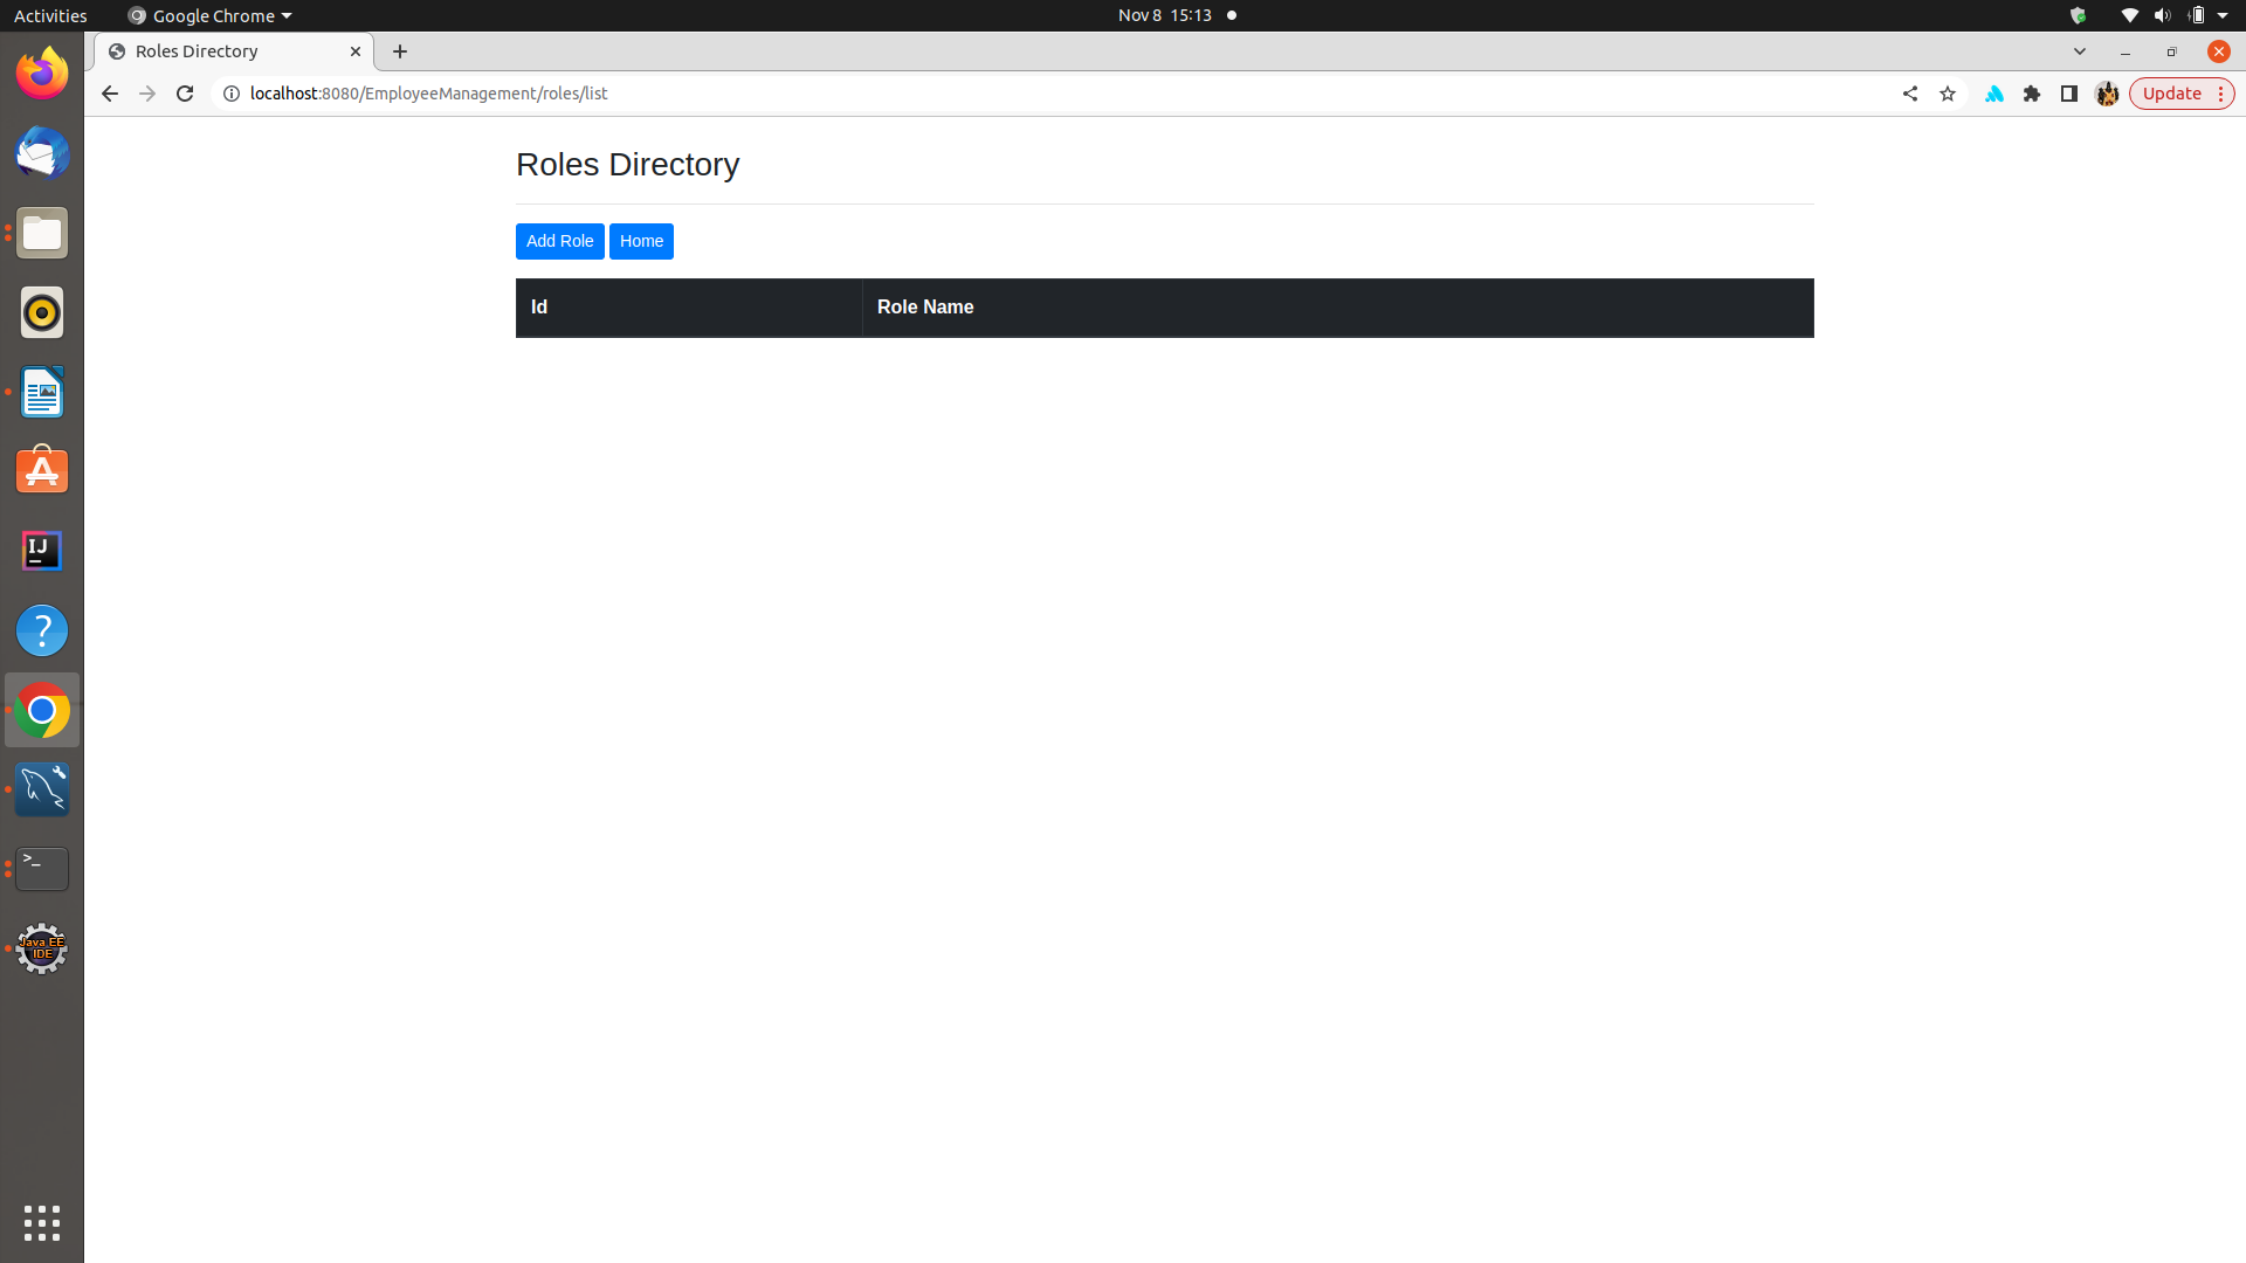 Activities
Google Chrome
Nov 8 15:13
Roles Directory
localhost:8080/EmployeeManagement/roles/list
Update
Roles Directory
Add Role
Home
Id
Role Name
IJ
?
>_
Java EE
IDE